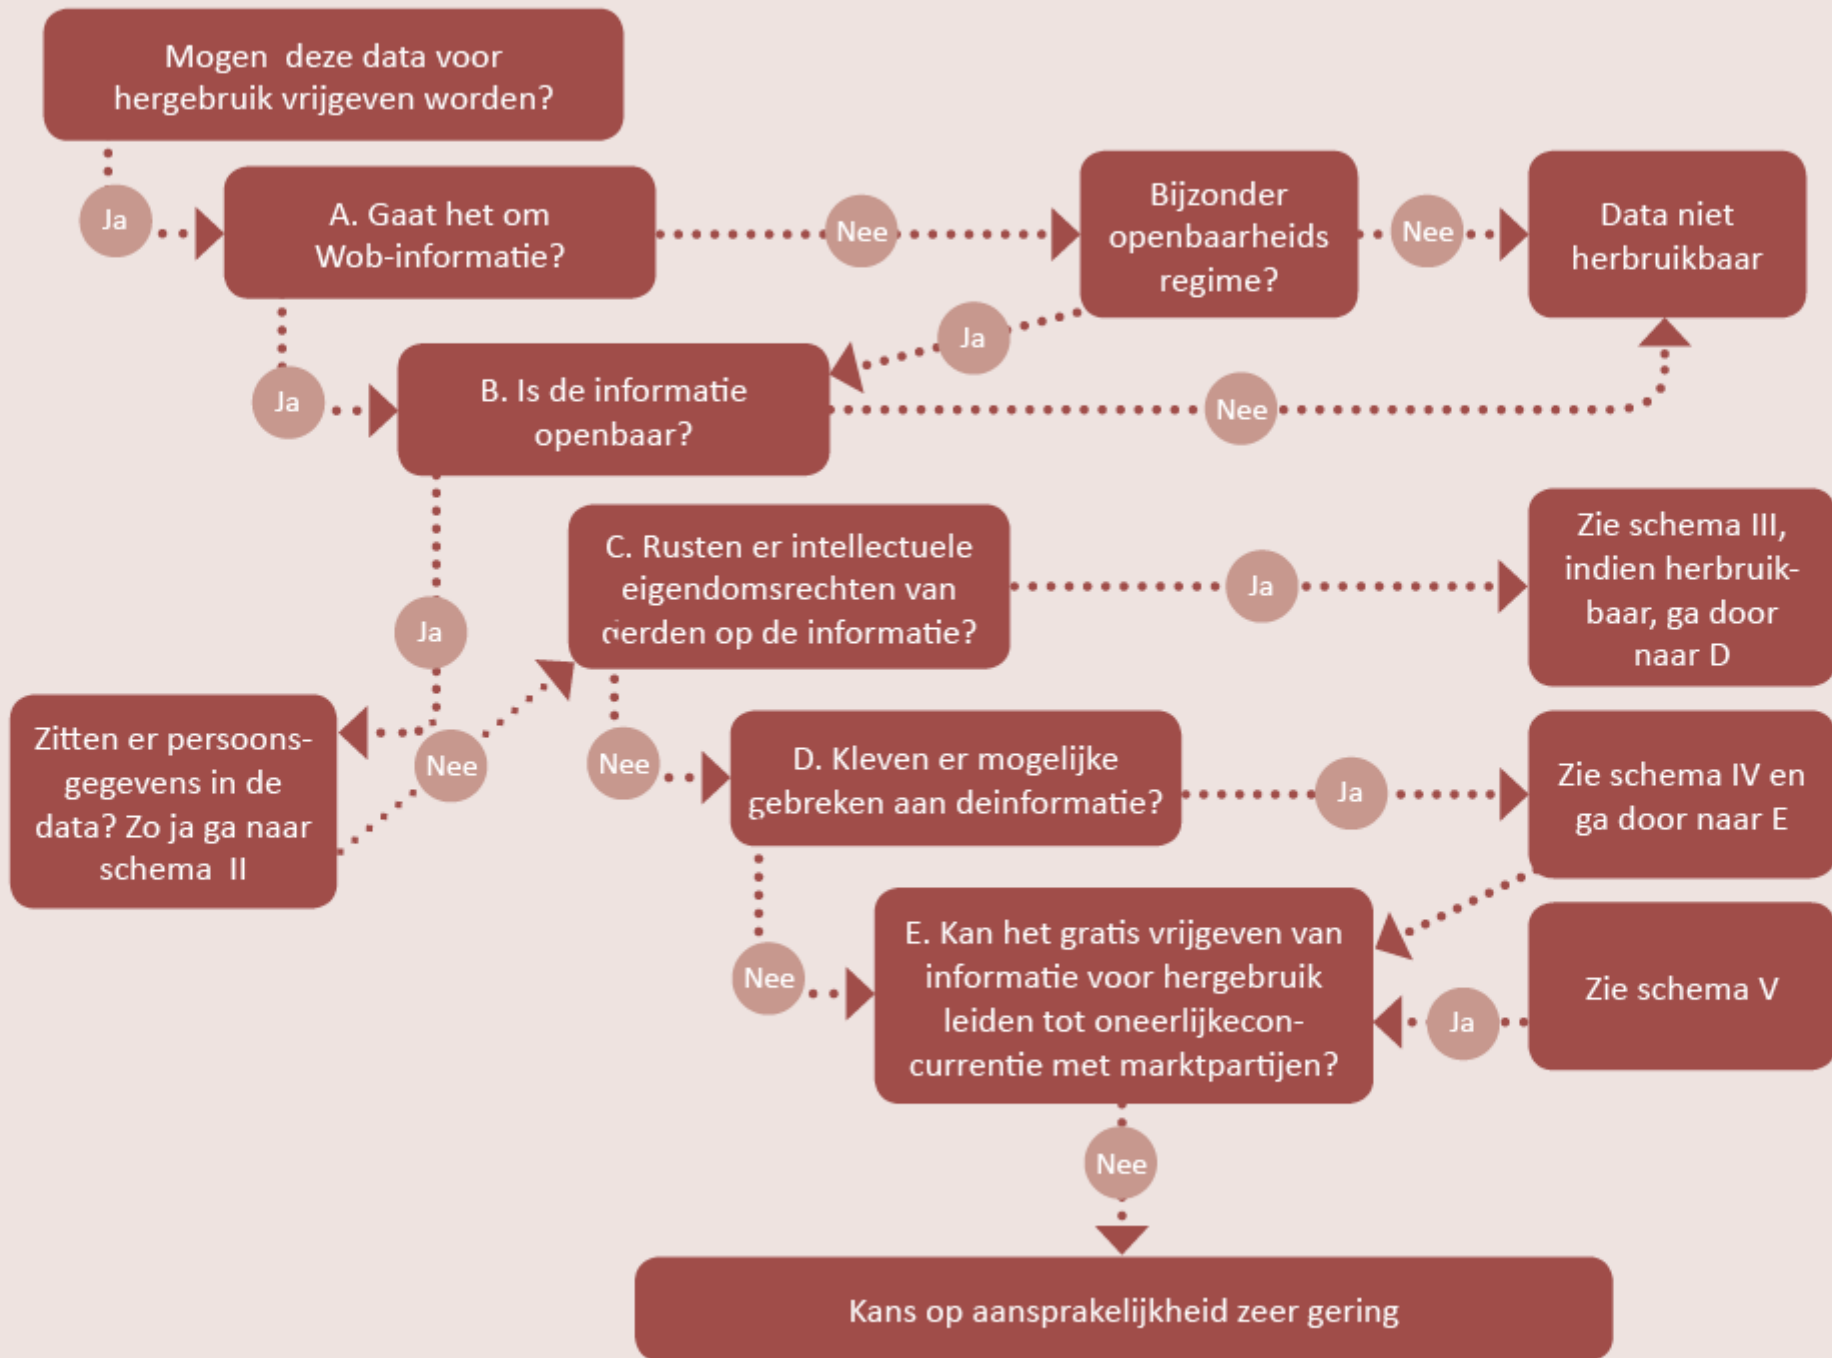 Mogen deze data voor
hergebruik vrijgeven worden?
Ja
A. Gaat het om
Wob-informatie?
Nee
Bijzonder
openbaarheids
regime?
Nee
Data niet
herbruikbaar
Ja
Ja
B. Is de informatie
openbaar?
Nee
Ja
C. Rusten er intellectuele
eigendomsrechten van
derden op de informatie?
Ja
Zie schema III,
indien herbruik-
baar, ga door
naar D
Zitten er persoons-
gegevens in de
data? Zo ja ga naar
schema II
Nee
Nee
D. Kleven er mogelijke
gebreken aan deinformatie?
Ja
Zie schema IV en
ga door naar E
Nee
E. Kan het gratis vrijgeven van
informatie voor hergebruik
leiden tot oneerlijkecon-
currentie met marktpartijen?
Ja
Zie schema V
Nee
Kans op aansprakelijkheid zeer gering